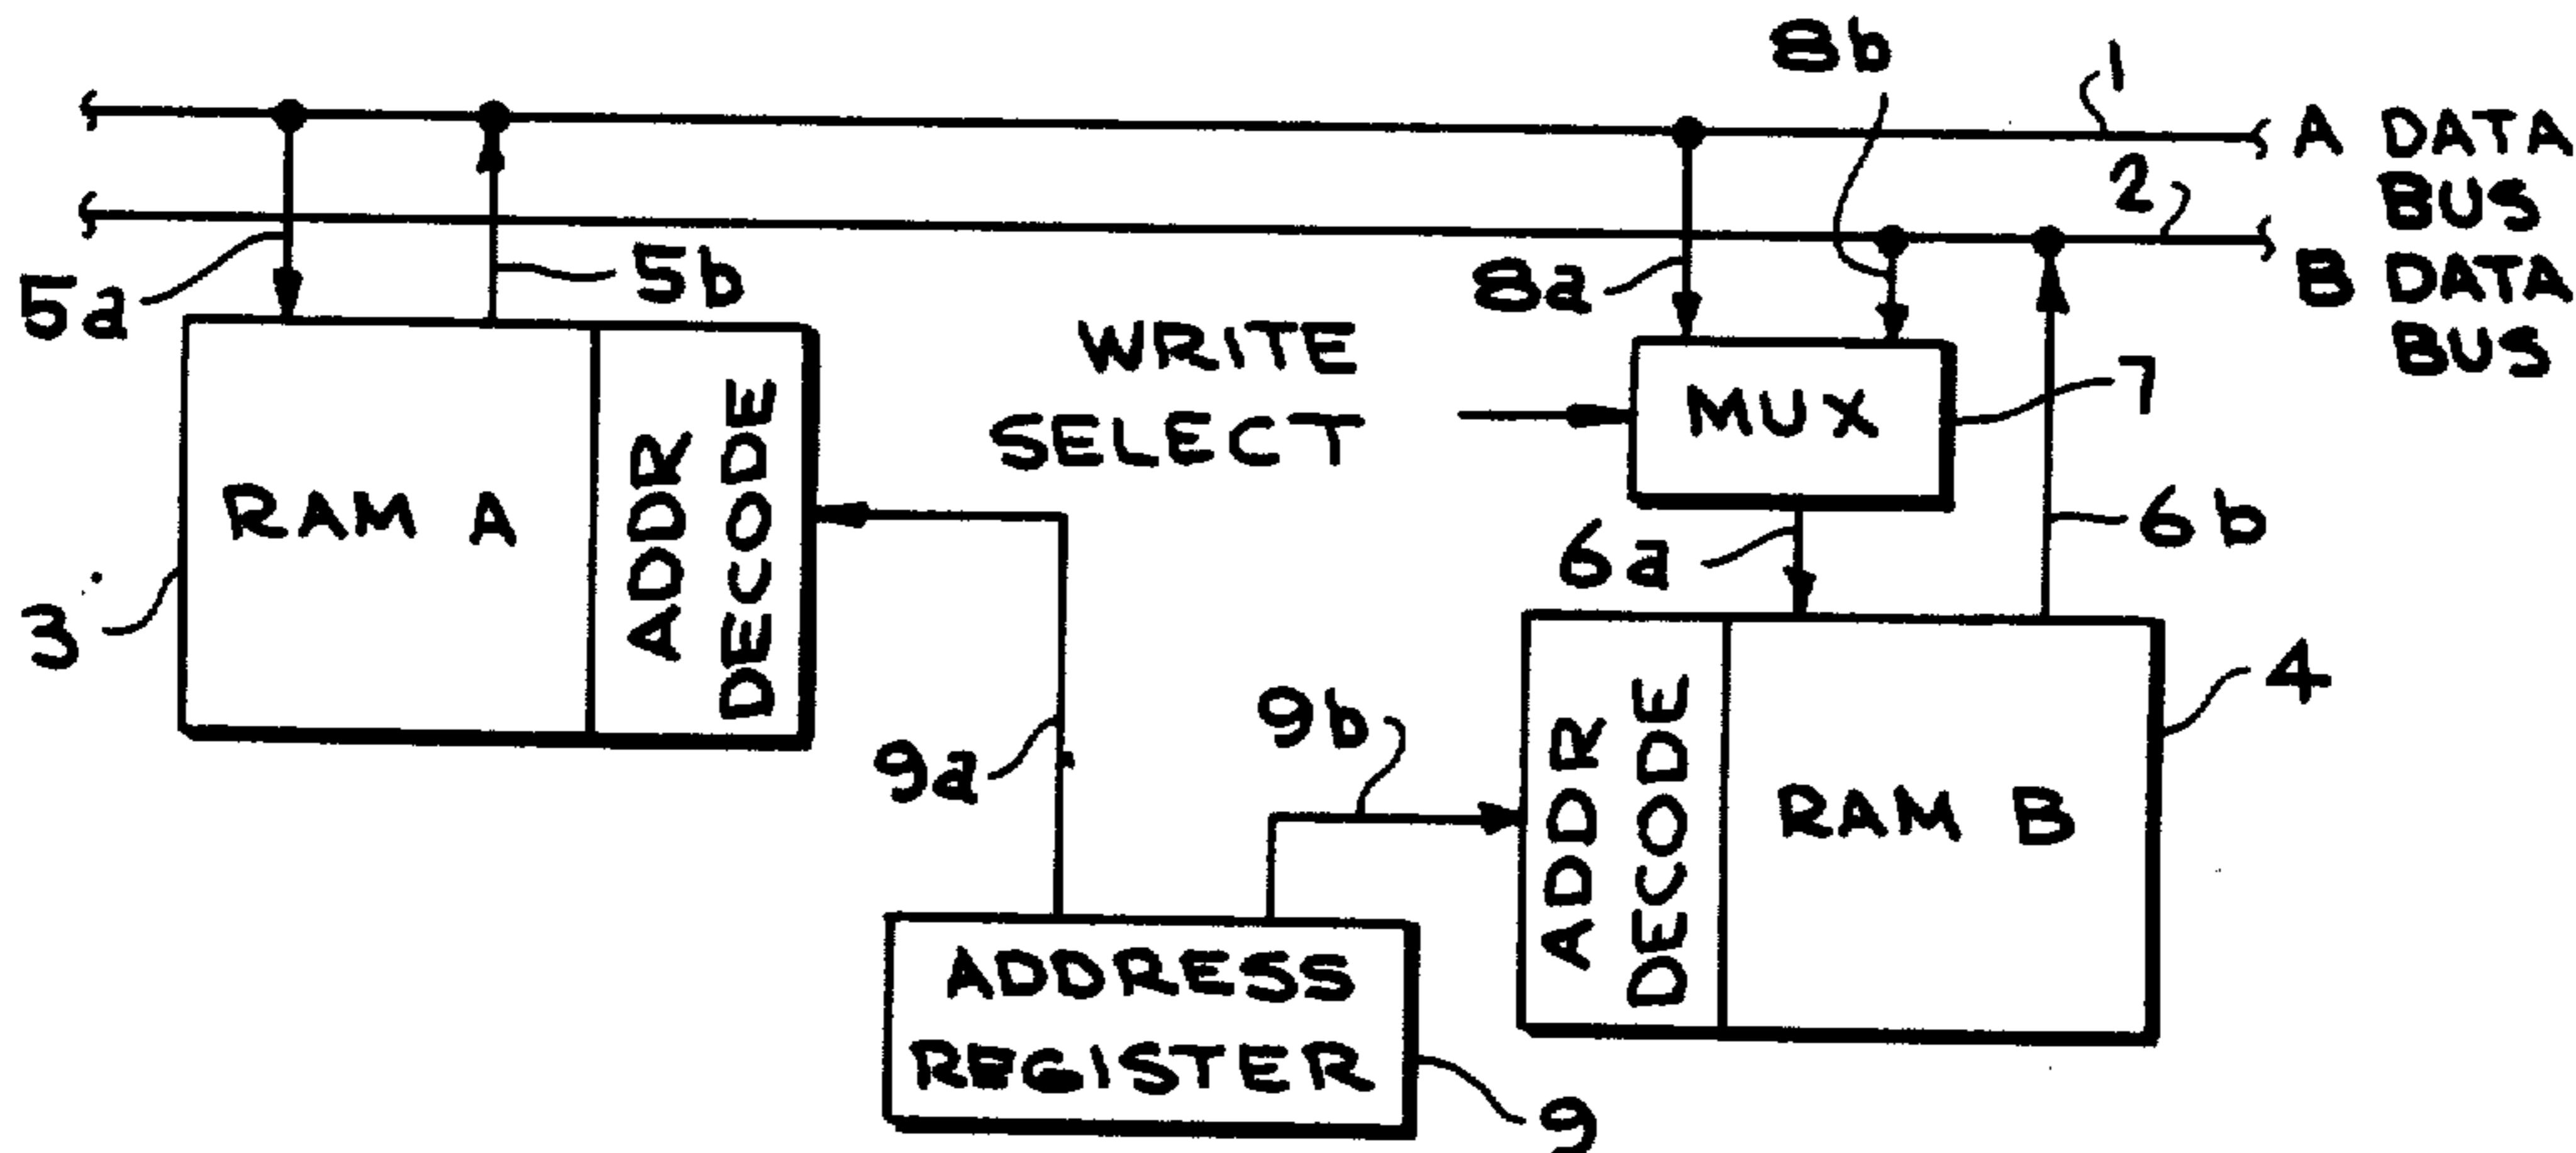 8b
1
A DATA
BUS
2
B DATA
BUS
5a
5b
8a
WRITE
SELECT
MUX
7
RAM A
ADDR
DECODE
3
6a
6b
4
9a
9b
ADDR
DECODE
RAM B
ADDRESS
REGISTER
9